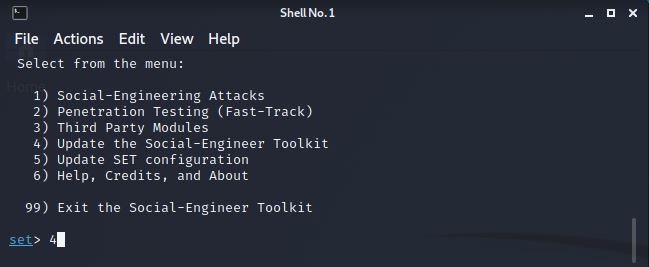 Shell No. 1
File Actions Edit View Help
Select from the menu:
1) Social-Engineering Attacks
2) Penetration Testing (Fast-Track)
3) Third Party Modules
4) Update the Social-Engineer Toolkit
5) Update SET configuration
6) Help, Credits, and About
99) Exit the Social-Engineer Toolkit
set> 4